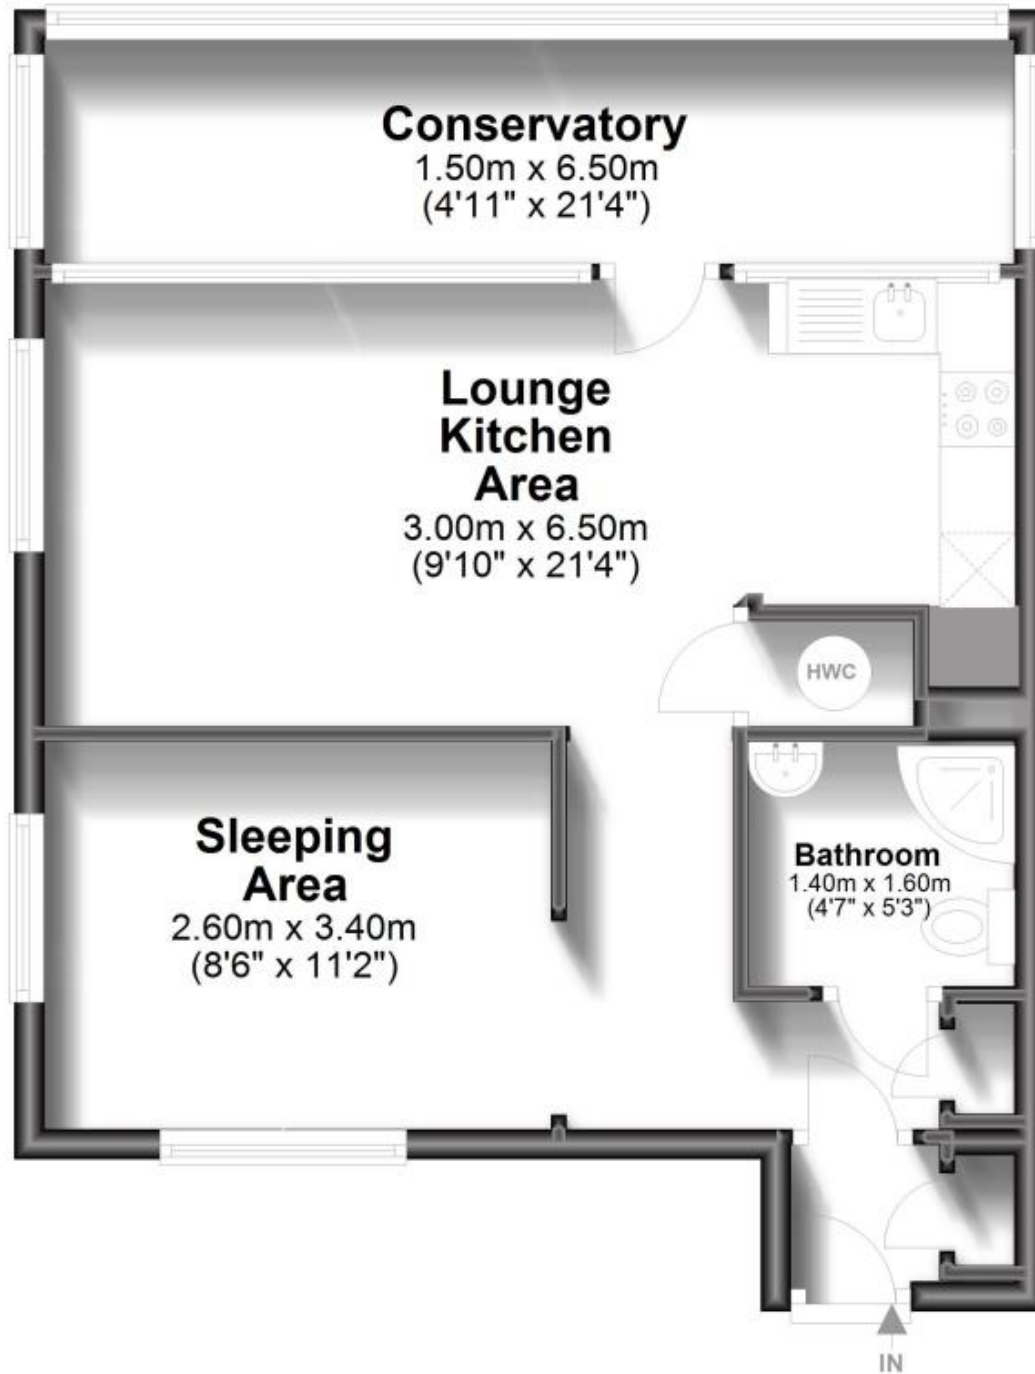 Conservatory
1.50m x 6.50m
(4'11" x 21'4")
Lounge
Kitchen
Area
3.00m x 6.50m
(9'10" x 21'4")
HWC
Sleeping
Area
2.60m x 3.40m
(8'6" x 11'2")
Bathroom
1.40m x 1.60m
(4'7" x 5'3")
IN